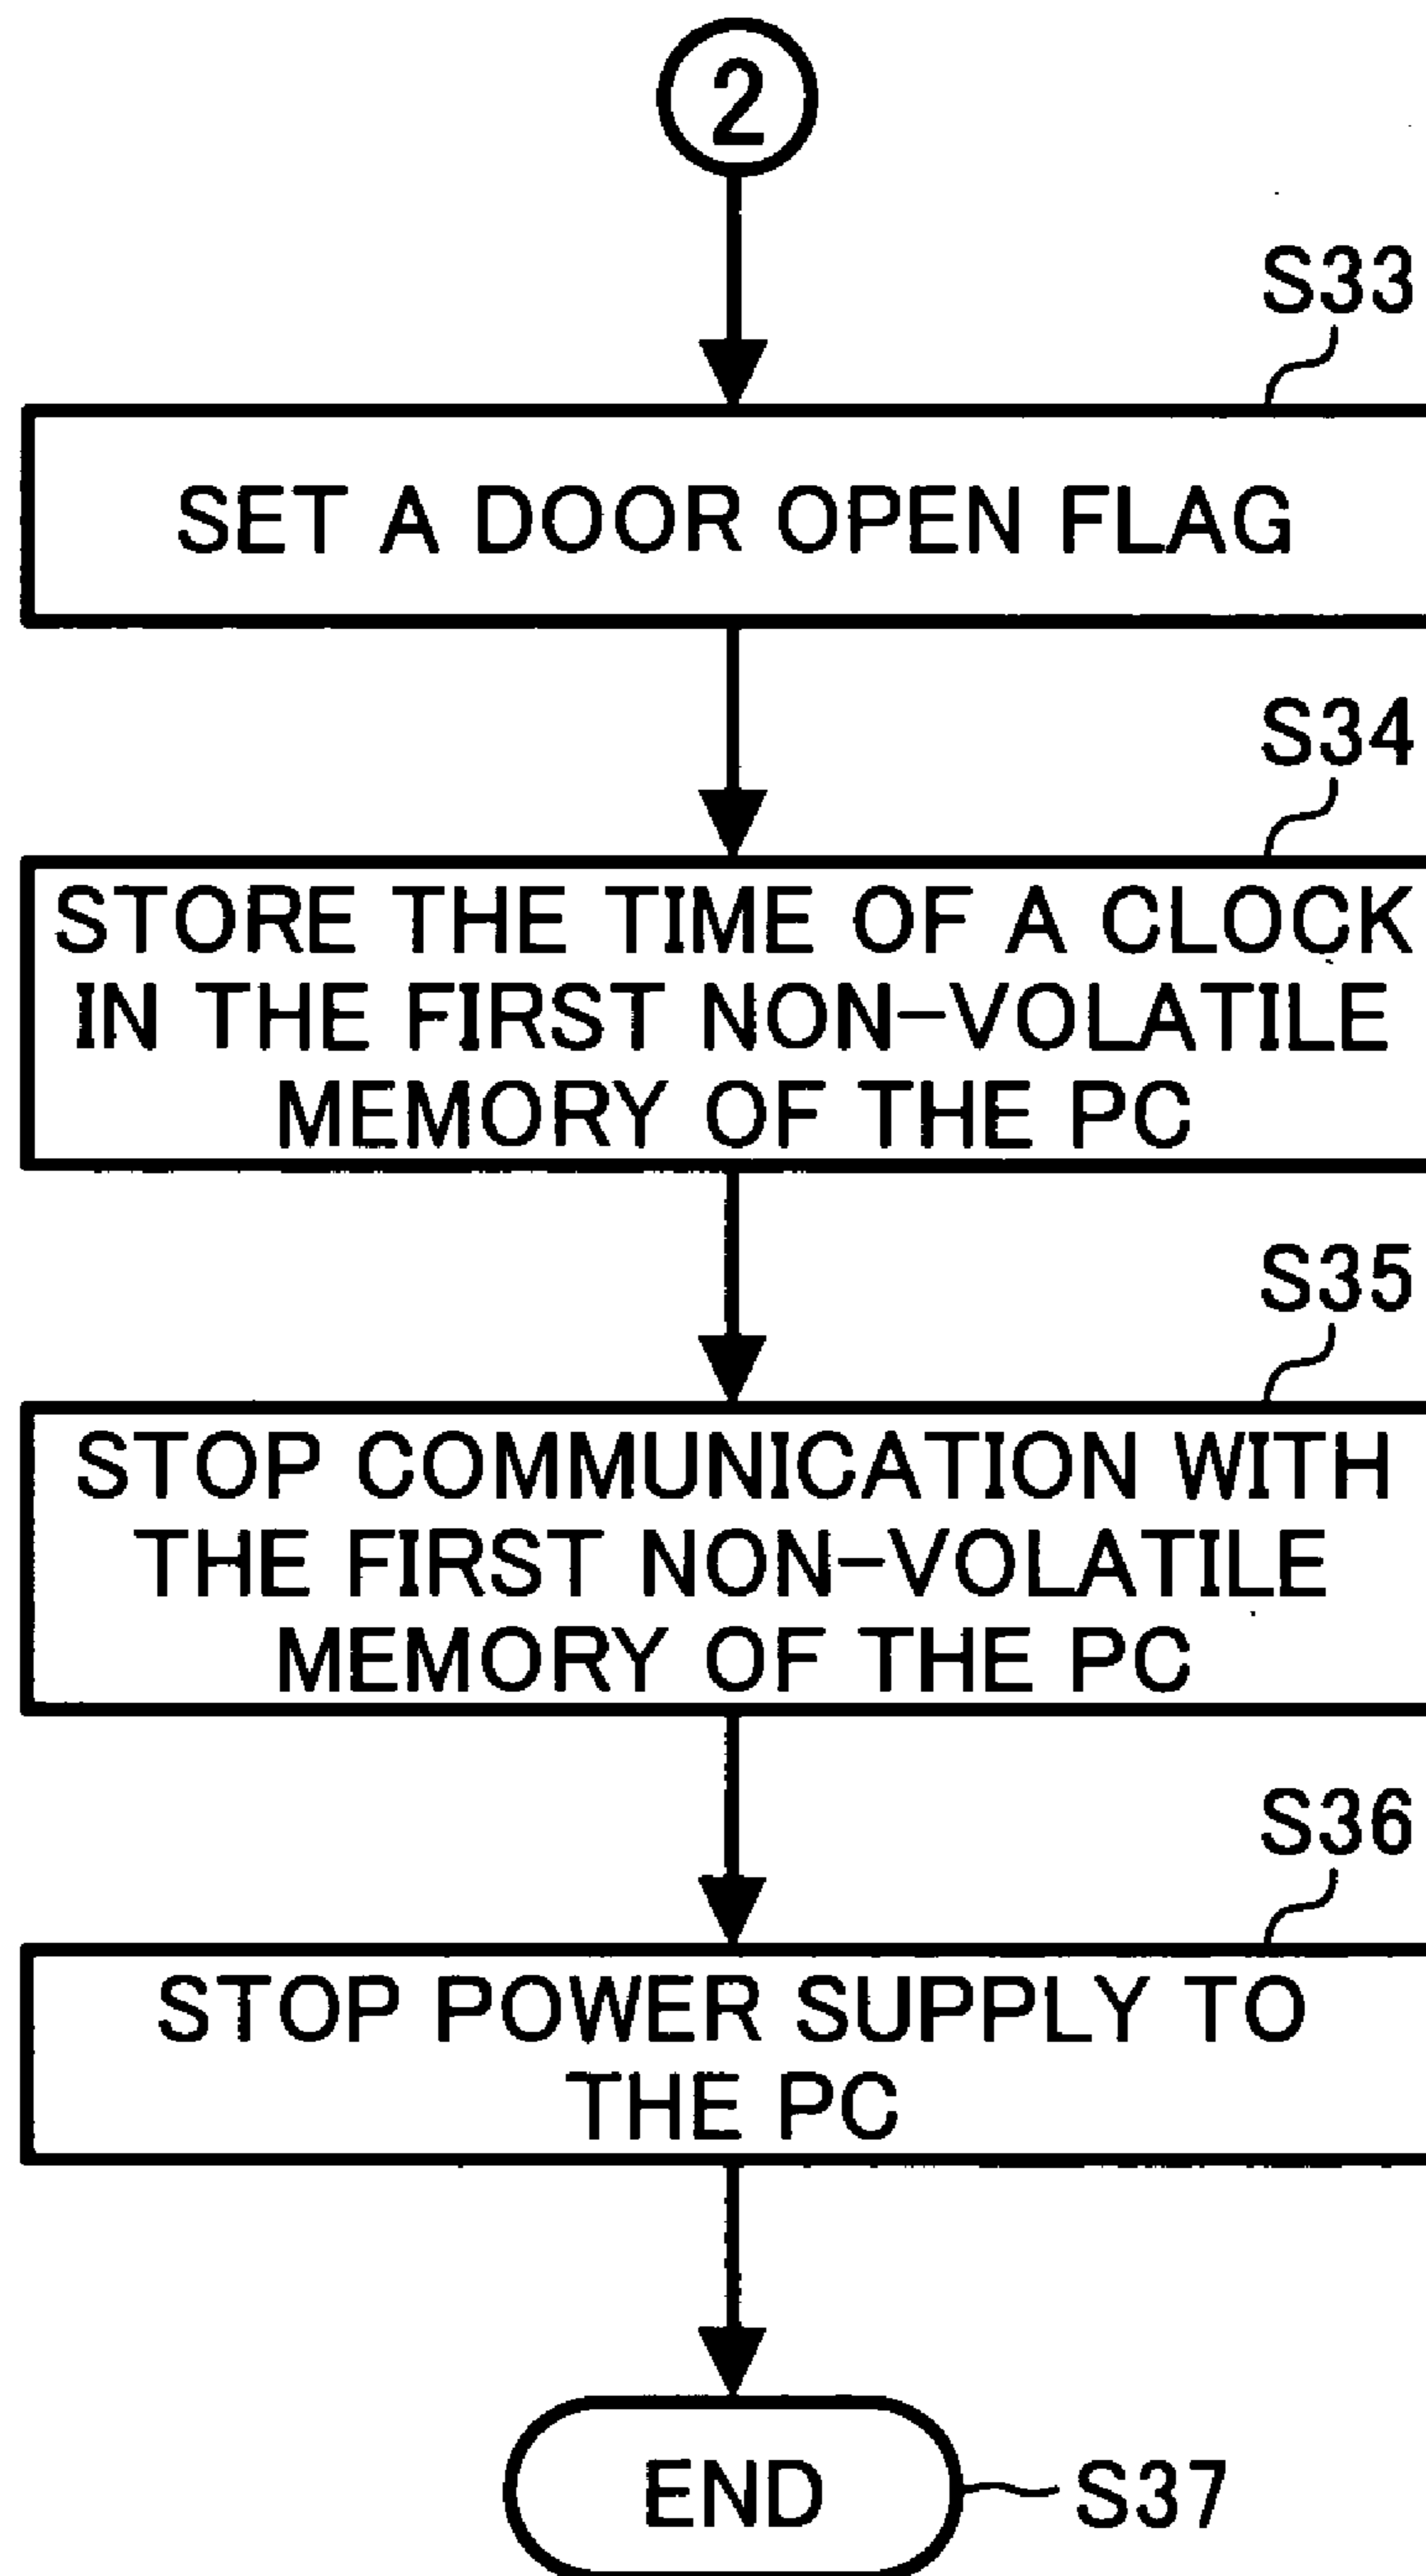 2
S33
SET A DOOR OPEN FLAG
S34
STORE THE TIME OF A CLOCK
IN THE FIRST NON-VOLATILE
MEMORY OF THE PC
S35
STOP COMMUNICATION WITH
THE FIRST NON-VOLATILE
MEMORY OF THE PC
S36
STOP POWER SUPPLY TO
THE PC
END
S37